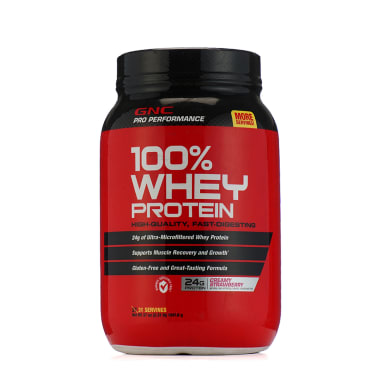 GNC
PRO PERFORMANCE
MORE
SERVINGS!
100%
WHEY
PROTEIN
HIGH-QUALITY, FAST-DIGESTING
24g of Ultra-Microfiltered Whey Protein
Supports Muscle Recovery and Growth
Gluten-Free and Great-Tasting Formula
24G
PROTEIN
CREAMY
STRAWBERRY
SERVINGS